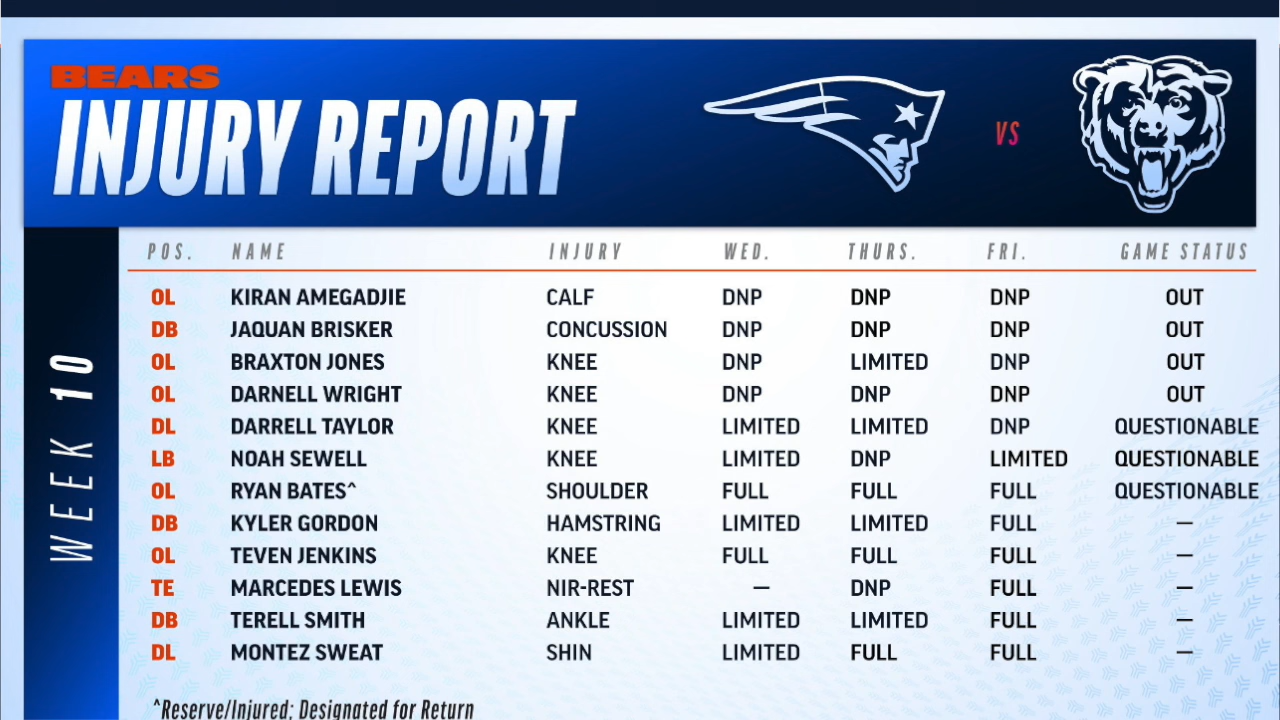 BEARS
INJURY REPORT
VS
WEEK 10
POS. NAME INJURY WED. THURS. FRI. GAME STATUS
OL KIRAN AMEGADJIE CALF DNP DNP DNP OUT
DB JAQUAN BRISKER CONCUSSION DNP DNP DNP OUT
OL BRAXTON JONES KNEE DNP LIMITED DNP OUT
OL DARNELL WRIGHT KNEE DNP DNP DNP OUT
DL DARRELL TAYLOR KNEE LIMITED LIMITED DNP QUESTIONABLE
LB NOAH SEWELL KNEE LIMITED DNP LIMITED QUESTIONABLE
OL RYAN BATES^ SHOULDER FULL FULL FULL QUESTIONABLE
DB KYLER GORDON HAMSTRING LIMITED LIMITED FULL —
OL TEVEN JENKINS KNEE FULL FULL FULL —
TE MARCEDES LEWIS NIR-REST — DNP FULL —
DB TERELL SMITH ANKLE LIMITED LIMITED FULL —
DL MONTEZ SWEAT SHIN LIMITED FULL FULL —
^Reserve/Injured; Designated for Return